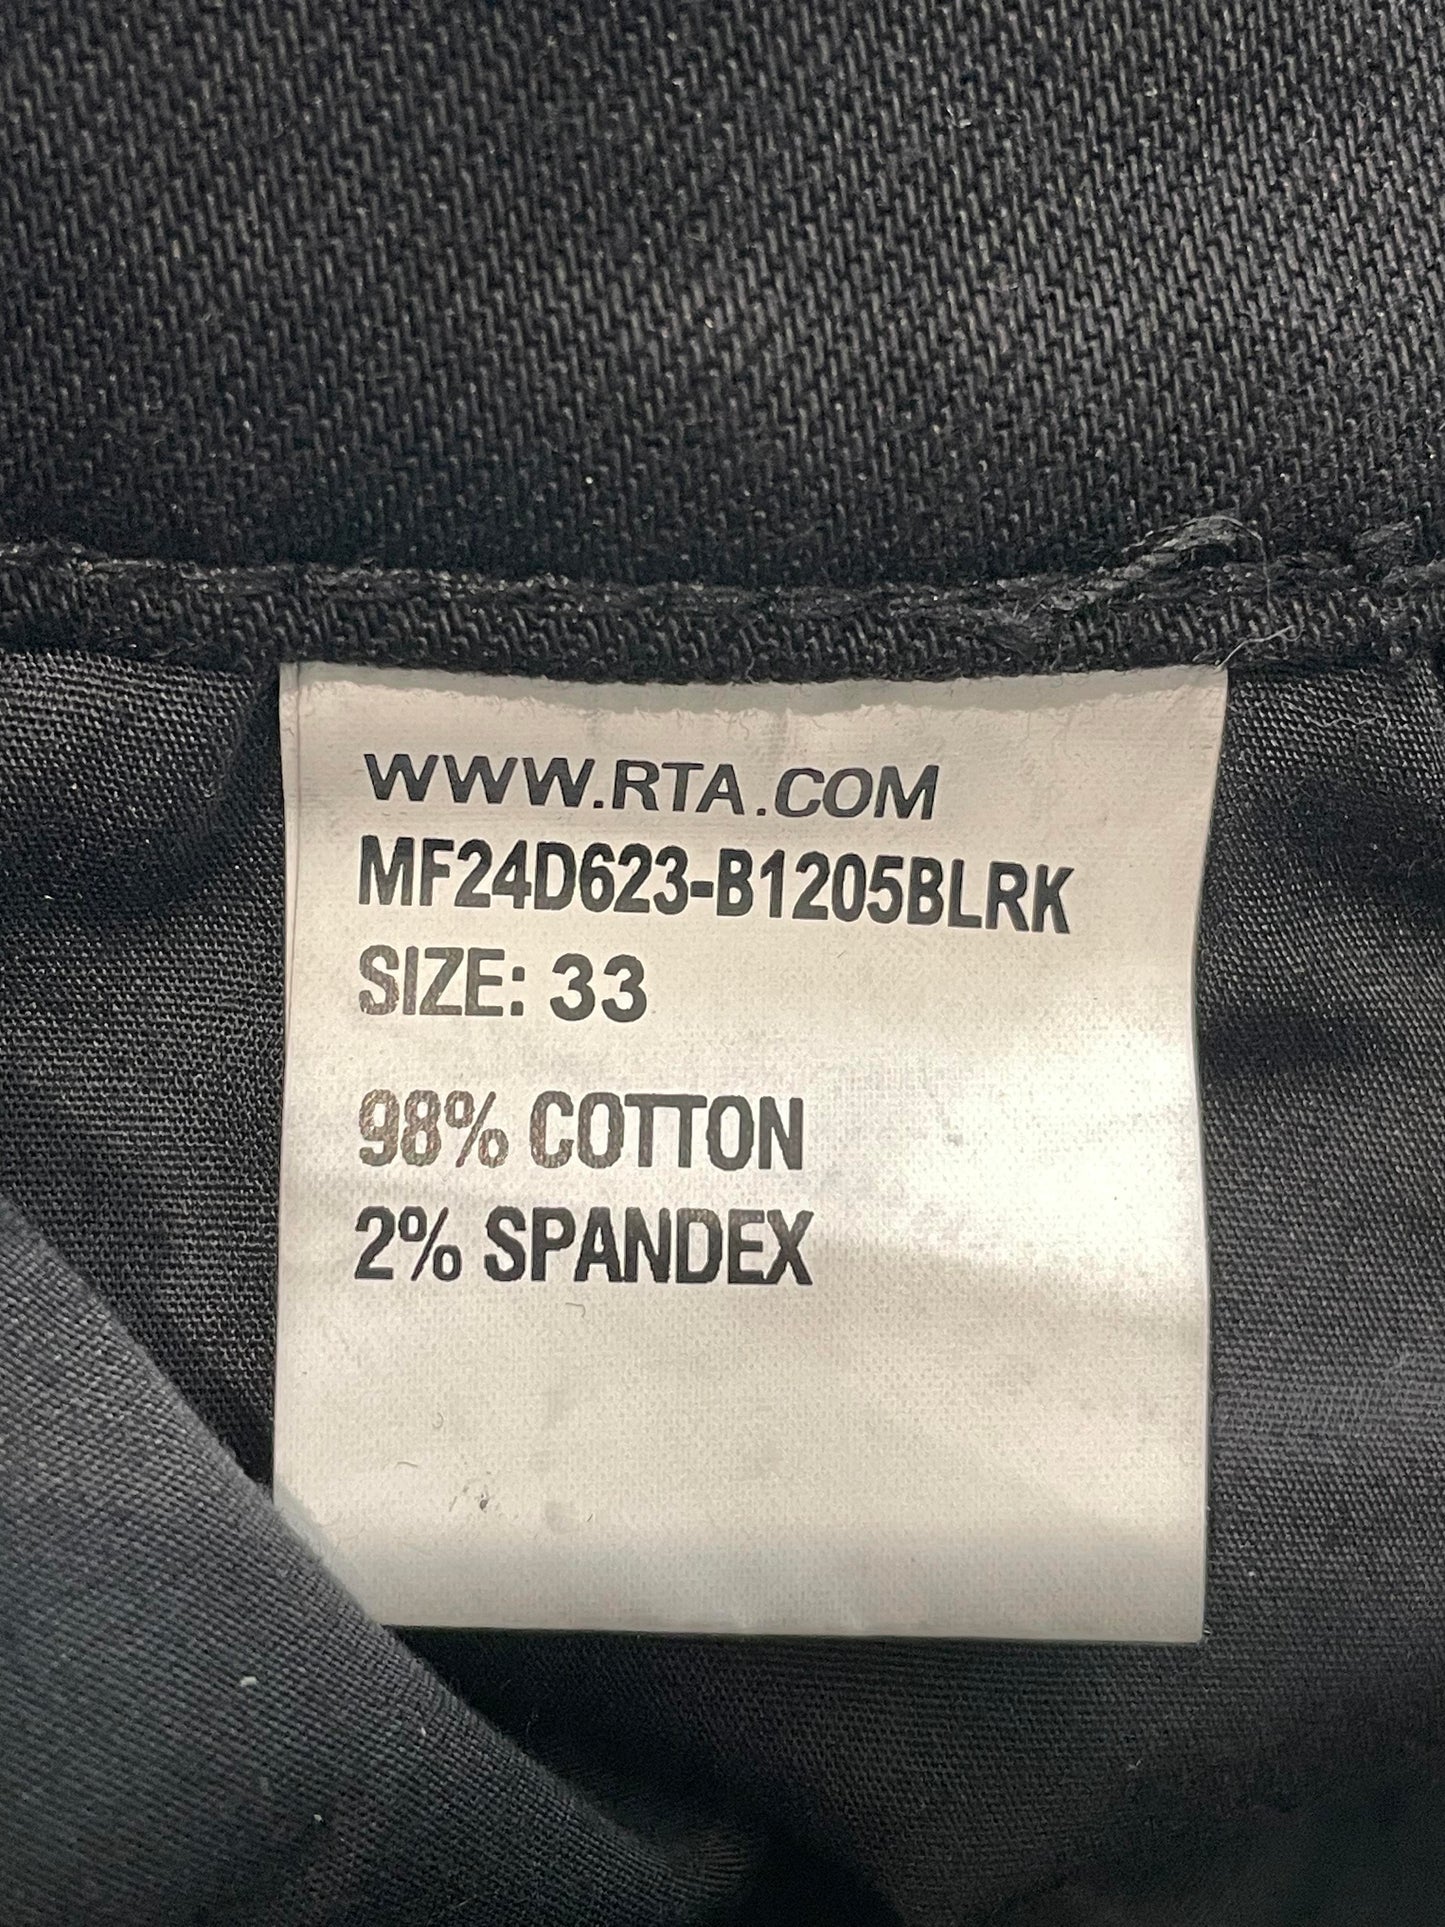 WWW.RTA.COM
MF24D623-B1205BLRK
SIZE: 33
98% COTTON
2% SPANDEX